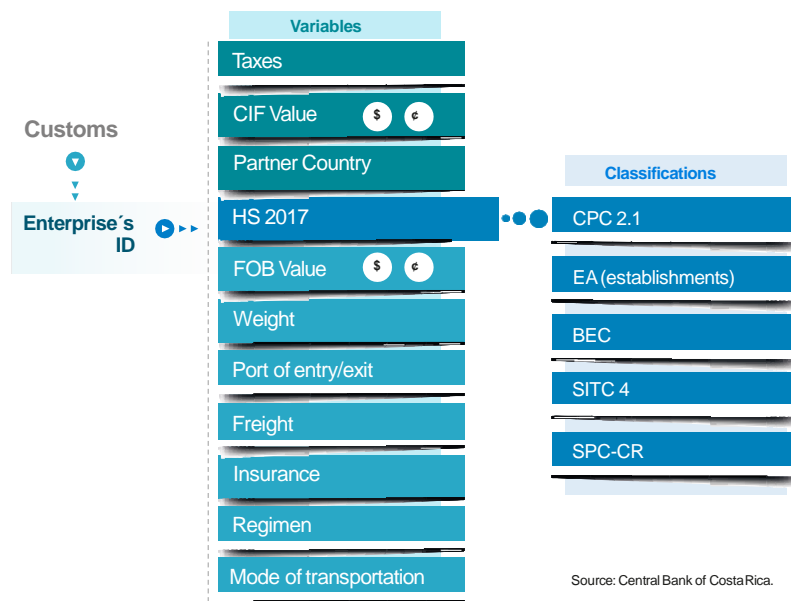 Variables
Taxes
CIF Value $ ¢
Customs
Partner Country
Classifications
Enterprise´s
ID
HS 2017
CPC 2.1
FOB Value $ ¢
EA (establishments)
Weight
BEC
Port of entry/exit
SITC 4
Freight
SPC-CR
Insurance
Regimen
Mode of transportation
Source: Central Bank of Costa Rica.